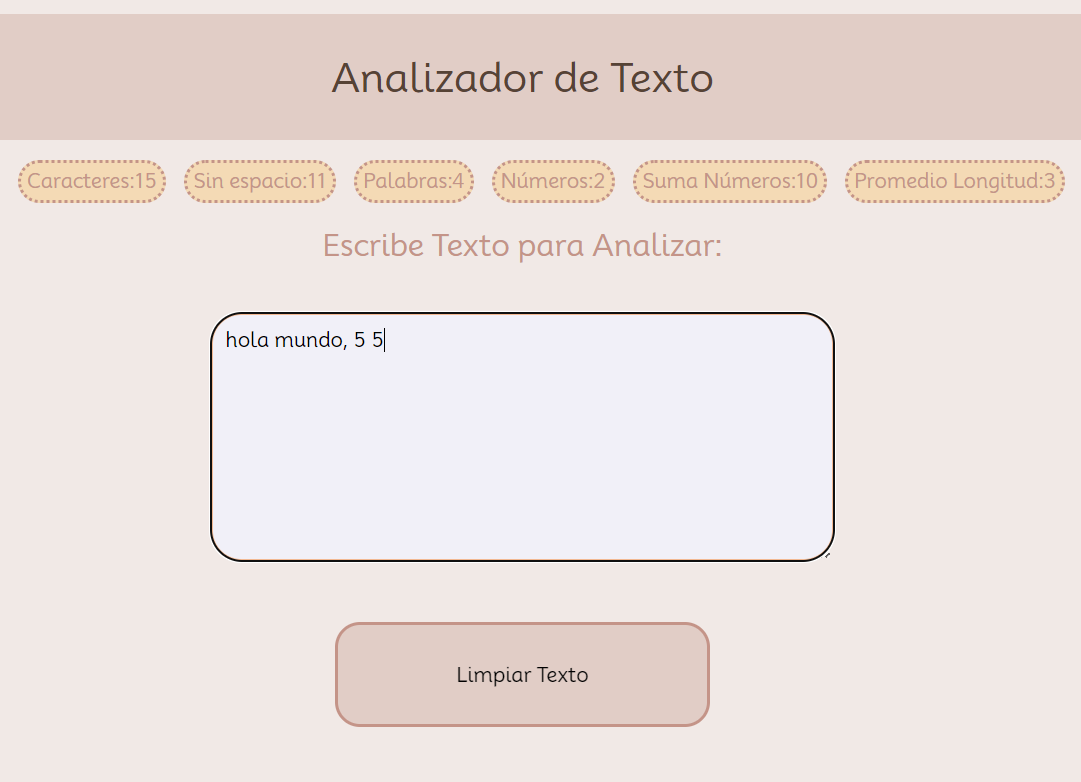 Analizador de Texto
Caracteres:15 Sin espacio:11 Palabras:4 Números:2 Suma Números:10 Promedio Longitud:3
Escribe Texto para Analizar:
hola mundo, 5 5
Limpiar Texto